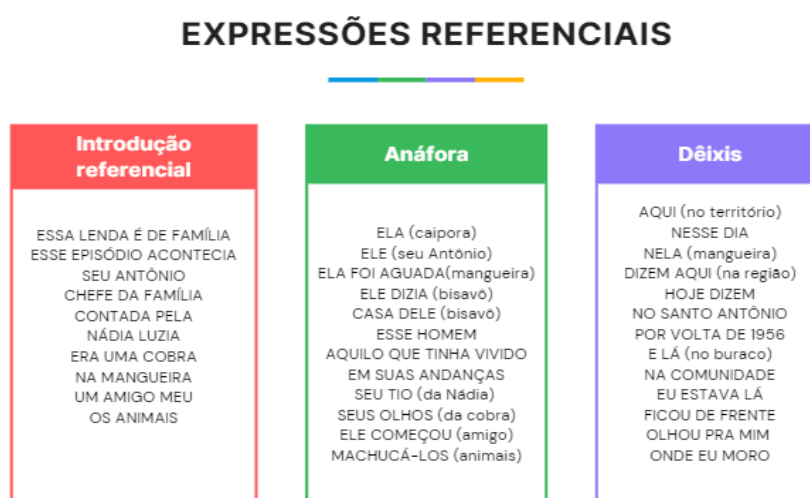 EXPRESSÕES REFERENCIAIS
Introdução
referencial
ESSA LENDA É DE FAMÍLIA
ESSE EPISÓDIO ACONTECIA
SEU ANTÔNIO
CHEFE DA FAMÍLIA
CONTADA PELA
NÁDIA LUZIA
ERA UMA COBRA
NA MANGUEIRA
UM AMIGO MEU
OS ANIMAIS
Anáfora
ELA (caipora)
ELE (seu Antônio)
ELA FOI AGUADA(mangueira)
ELE DIZIA (bisavô)
CASA DELE (bisavô)
ESSE HOMEM
AQUILO QUE TINHA VIVIDO
EM SUAS ANDANÇAS
SEU TIO (da Nádia)
SEUS OLHOS (da cobra)
ELE COMEÇOU (amigo)
MACHUCÁ-LOS (animais)
Dêixis
AQUI (no território)
NESSE DIA
NELA (mangueira)
DIZEM AQUI (na região)
HOJE DIZEM
NO SANTO ANTÔNIO
POR VOLTA DE 1956
E LÁ (no buraco)
NA COMUNIDADE
EU ESTAVA LÁ
FICOU DE FRENTE
OLHOU PRA MIM
ONDE EU MORO